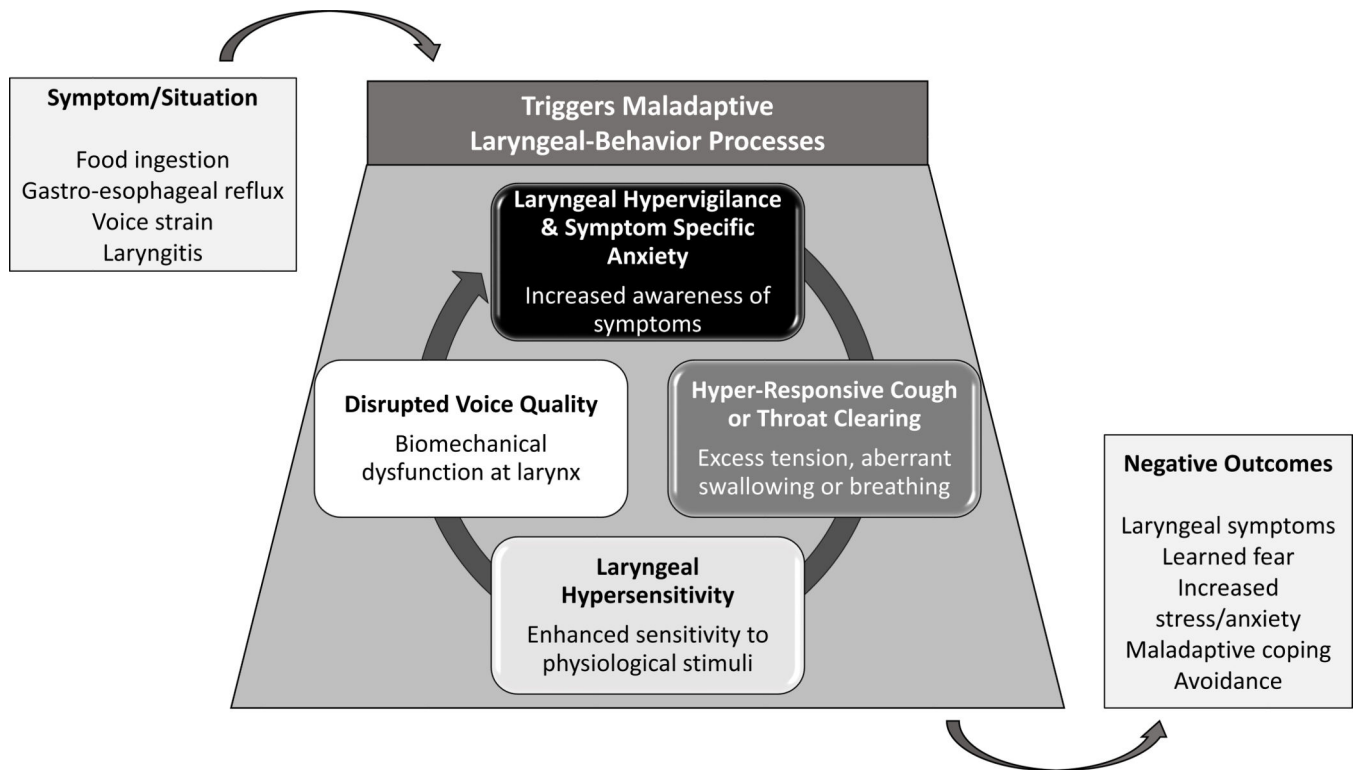 Symptom/Situation
Food ingestion
Gastro-esophageal reflux
Voice strain
Laryngitis
Triggers Maladaptive
Laryngeal-Behavior Processes
Laryngeal Hypervigilance
& Symptom Specific
Anxiety
Increased awareness of
symptoms
Hyper-Responsive Cough
or Throat Clearing
Excess tension, aberrant
swallowing or breathing
Laryngeal
Hypersensitivity
Enhanced sensitivity to
physiological stimuli
Disrupted Voice Quality
Biomechanical
dysfunction at larynx
Negative Outcomes
Laryngeal symptoms
Learned fear
Increased
stress/anxiety
Maladaptive coping
Avoidance